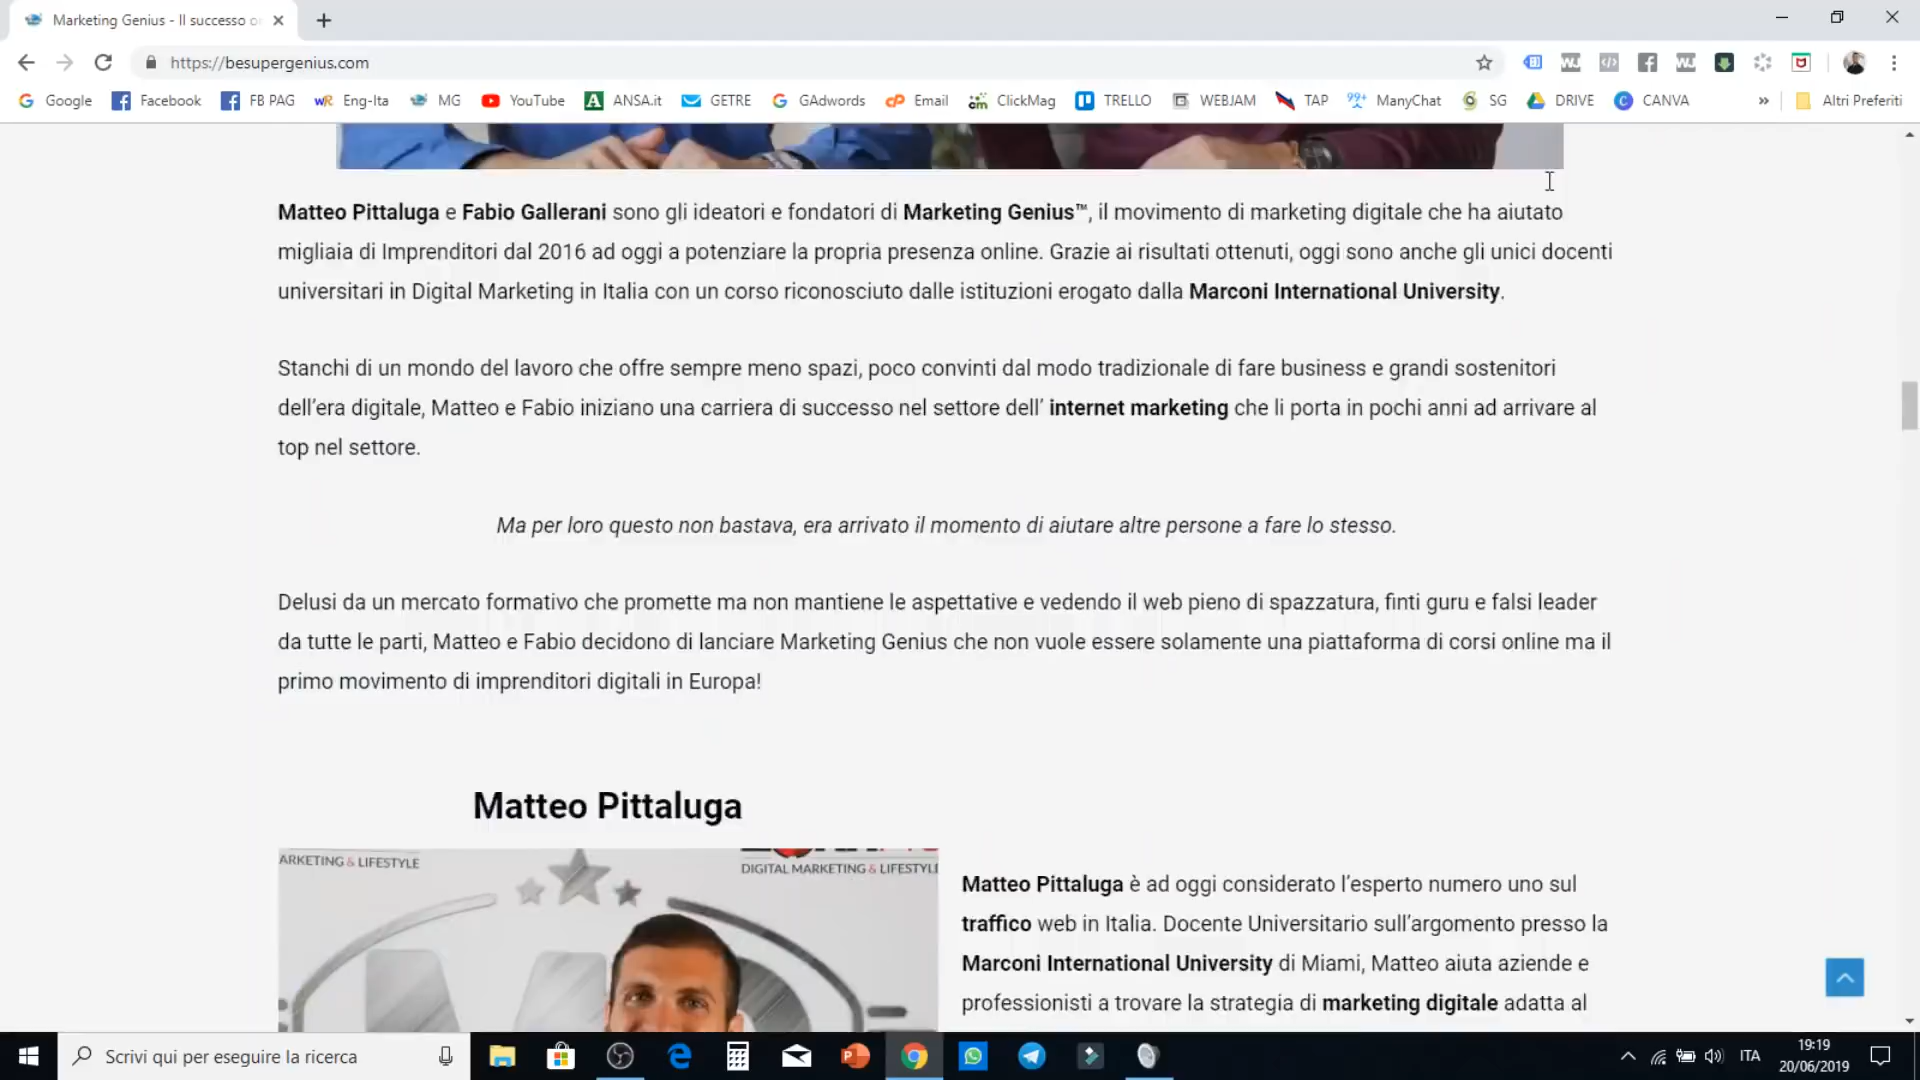 Marketing Genius - Il successo o
https://besupergenius.com
Google Facebook FB PAG Eng-Ita MG YouTube ANSA.it GETRE GAdwords Email ClickMag TRELLO WEBJAM TAP ManyChat SG DRIVE CANVA » Altri Preferiti
Matteo Pittaluga e Fabio Gallerani sono gli ideatori e fondatori di Marketing Genius™, il movimento di marketing digitale che ha aiutato
migliaia di Imprenditori dal 2016 ad oggi a potenziare la propria presenza online. Grazie ai risultati ottenuti, oggi sono anche gli unici docenti
universitari in Digital Marketing in Italia con un corso riconosciuto dalle istituzioni erogato dalla Marconi International University.
Stanchi di un mondo del lavoro che offre sempre meno spazi, poco convinti dal modo tradizionale di fare business e grandi sostenitori
dell’era digitale, Matteo e Fabio iniziano una carriera di successo nel settore dell’ internet marketing che li porta in pochi anni ad arrivare al
top nel settore.
Ma per loro questo non bastava, era arrivato il momento di aiutare altre persone a fare lo stesso.
Delusi da un mercato formativo che promette ma non mantiene le aspettative e vedendo il web pieno di spazzatura, finti guru e falsi leader
da tutte le parti, Matteo e Fabio decidono di lanciare Marketing Genius che non vuole essere solamente una piattaforma di corsi online ma il
primo movimento di imprenditori digitali in Europa!
Matteo Pittaluga
ARKETING & LIFESTYLE
DIGITAL MARKETING & LIFESTYLE
Matteo Pittaluga è ad oggi considerato l’esperto numero uno sul
traffico web in Italia. Docente Universitario sull’argomento presso la
Marconi International University di Miami, Matteo aiuta aziende e
professionisti a trovare la strategia di marketing digitale adatta al
Scrivi qui per eseguire la ricerca
ITA
19:19
20/06/2019